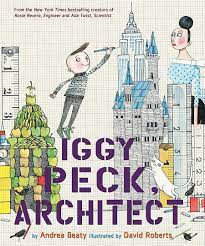 From the New York Times bestselling creators of
Rosie Revere, Engineer and Ada Twist, Scientist
IGGY
PECK,
ARCHITECT
by Andrea Beaty illustrated by David Roberts